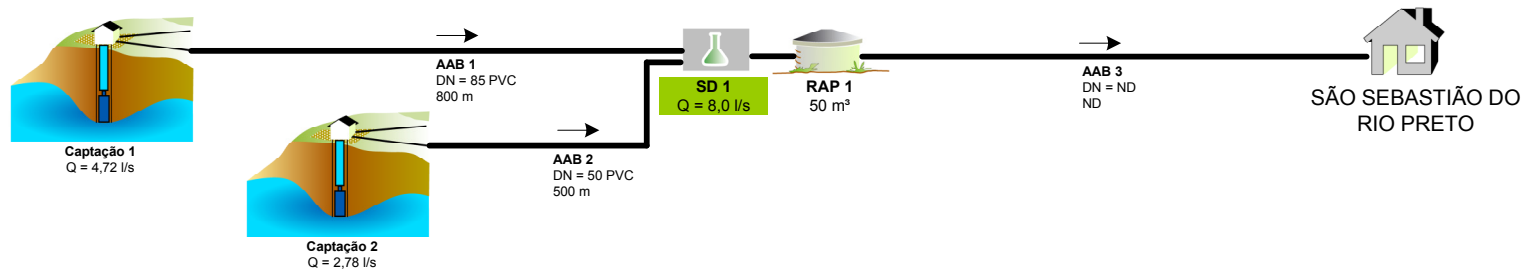 Captação 1
Q = 4,72 l/s
AAB 1
DN = 85 PVC
800 m
Captação 2
Q = 2,78 l/s
AAB 2
DN = 50 PVC
500 m
SD 1
Q = 8,0 l/s
RAP 1
50 m³
AAB 3
DN = ND
ND
SÃO SEBASTIÃO DO
RIO PRETO